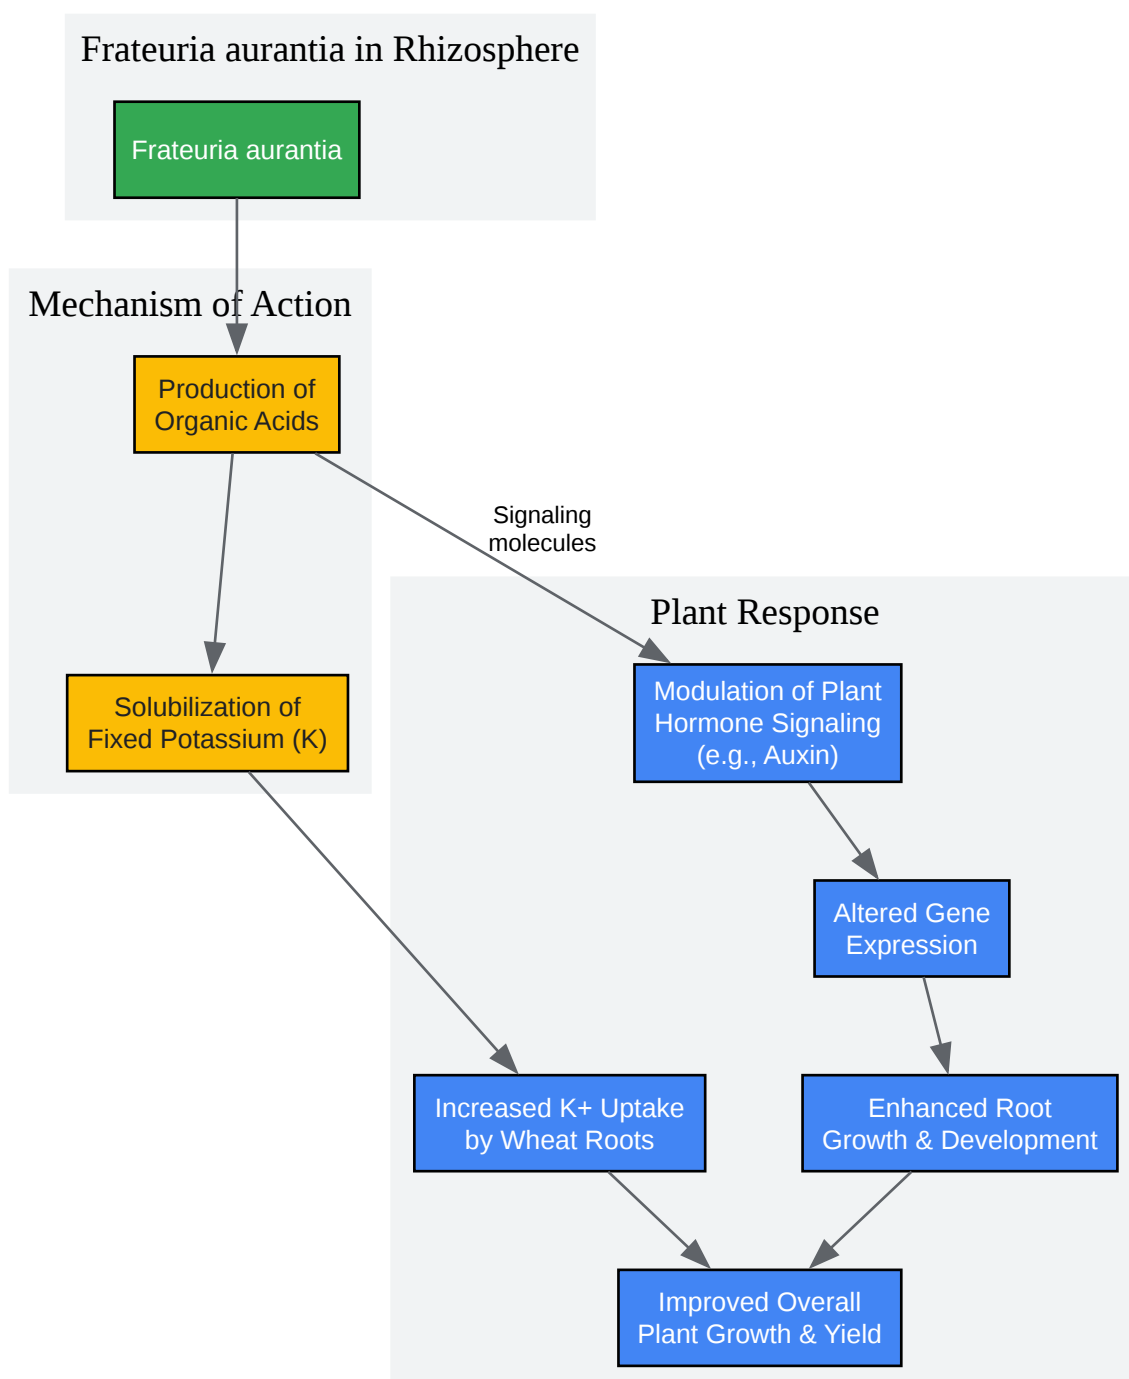 Frateuria aurantia in Rhizosphere
Frateuria aurantia
Mechanism of Action
Production of
Organic Acids
Signaling
molecules
Solubilization of
Fixed Potassium (K)
Plant Response
Modulation of Plant
Hormone Signaling
(e.g., Auxin)
Altered Gene
Expression
Increased K+ Uptake
by Wheat Roots
Enhanced Root
Growth & Development
Improved Overall
Plant Growth & Yield